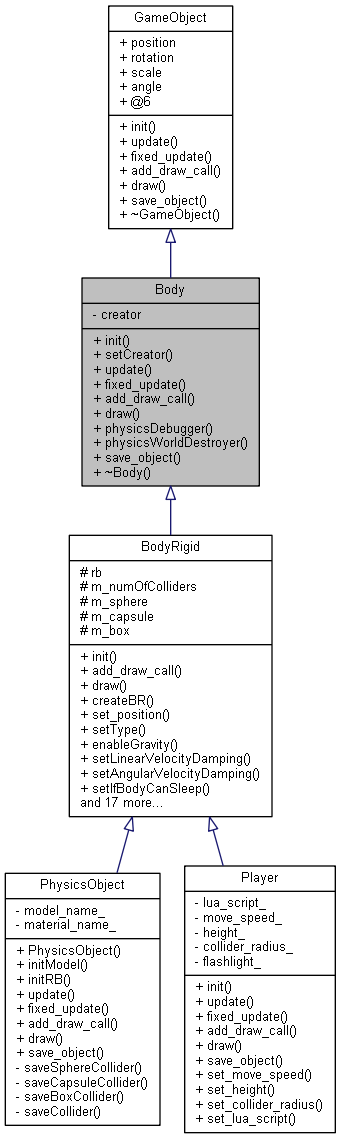 GameObject
+ position
+ rotation
+ scale
+ angle
+ @6
+ init()
+ update()
+ fixed_update()
+ add_draw_call()
+ draw()
+ save_object()
+ ~GameObject()
Body
- creator
+ init()
+ setCreator()
+ update()
+ fixed_update()
+ add_draw_call()
+ draw()
+ physicsDebugger()
+ physicsWorldDestroyer()
+ save_object()
+ ~Body()
BodyRigid
# rb
# m_numOfColliders
# m_sphere
# m_capsule
# m_box
+ init()
+ add_draw_call()
+ draw()
+ createBR()
+ set_position()
+ setType()
+ enableGravity()
+ setLinearVelocityDamping()
+ setAngularVelocityDamping()
+ setIfBodyCanSleep()
and 17 more...
PhysicsObject
- model_name_
- material_name_
+ PhysicsObject()
+ initModel()
+ initRB()
+ update()
+ fixed_update()
+ add_draw_call()
+ draw()
+ save_object()
- saveSphereCollider()
- saveCapsuleCollider()
- saveBoxCollider()
- saveCollider()
Player
- lua_script_
- move_speed_
- height_
- collider_radius_
- flashlight_
+ init()
+ update()
+ fixed_update()
+ add_draw_call()
+ draw()
+ save_object()
+ set_move_speed()
+ set_height()
+ set_collider_radius()
+ set_lua_script()